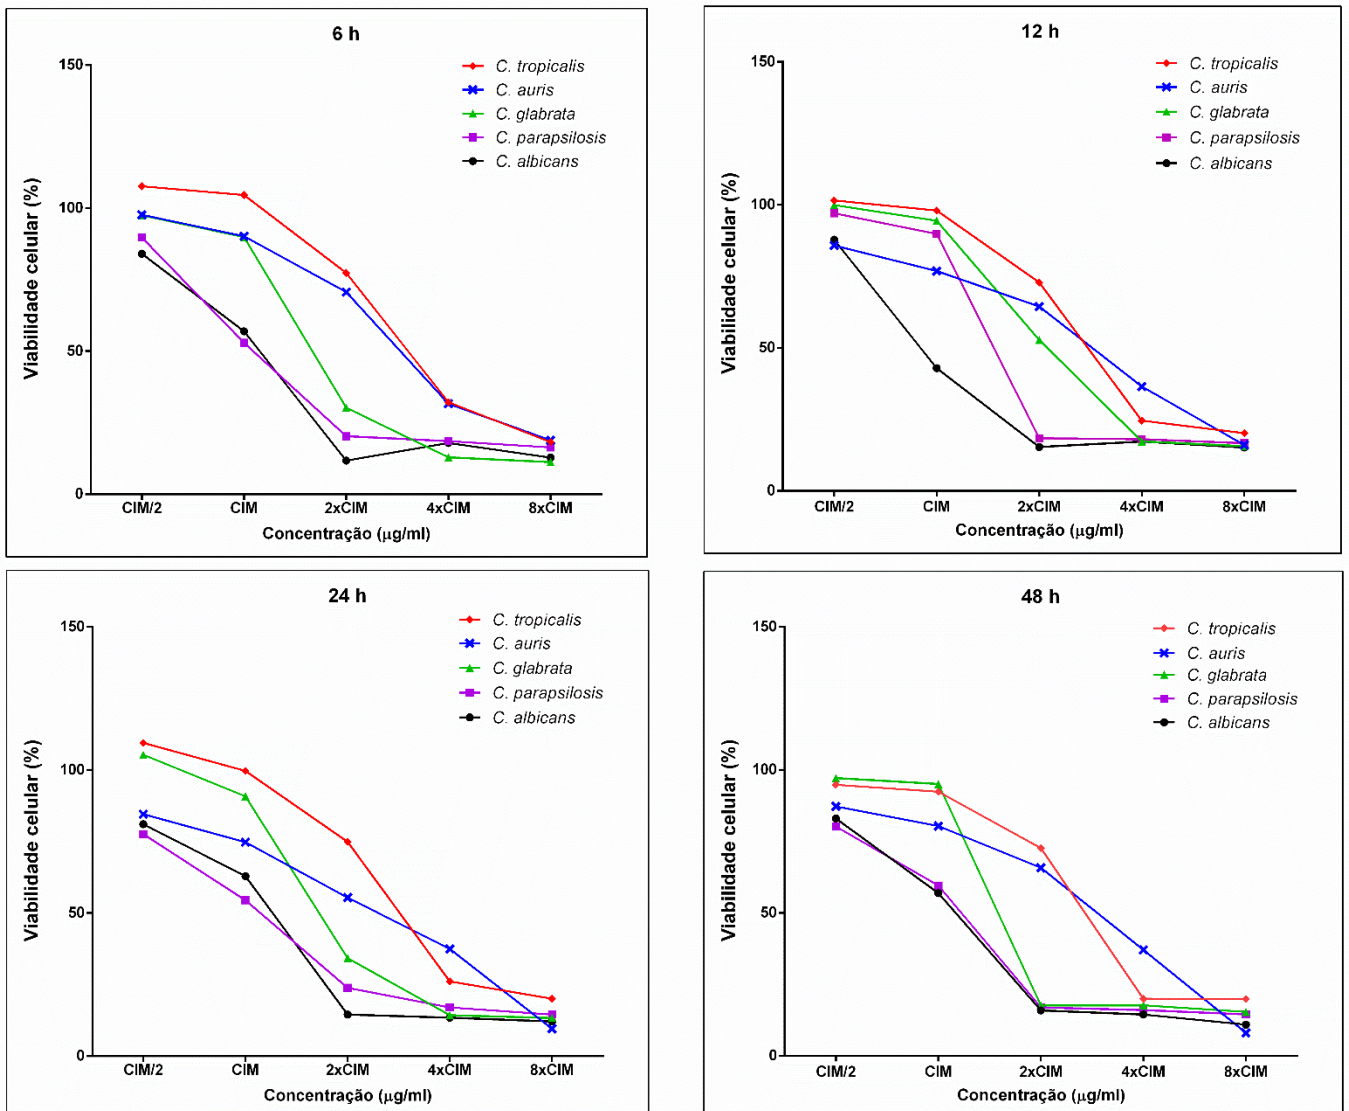 6 h
150
100
50
0
Viabilidade celular (%)
C. tropicalis
C. auris
C. glabrata
C. parapsilosis
C. albicans
CIM/2 CIM 2xCIM 4xCIM 8xCIM
Concentração (µg/ml)
12 h
150
100
50
0
Viabilidade celular (%)
C. tropicalis
C. auris
C. glabrata
C. parapsilosis
C. albicans
CIM/2 CIM 2xCIM 4xCIM 8xCIM
Concentração (µg/ml)
24 h
150
100
50
0
Viabilidade celular (%)
C. tropicalis
C. auris
C. glabrata
C. parapsilosis
C. albicans
CIM/2 CIM 2xCIM 4xCIM 8xCIM
Concentração (µg/ml)
48 h
150
100
50
0
Viabilidade celular (%)
C. tropicalis
C. auris
C. glabrata
C. parapsilosis
C. albicans
CIM/2 CIM 2xCIM 4xCIM 8xCIM
Concentração (µg/ml)